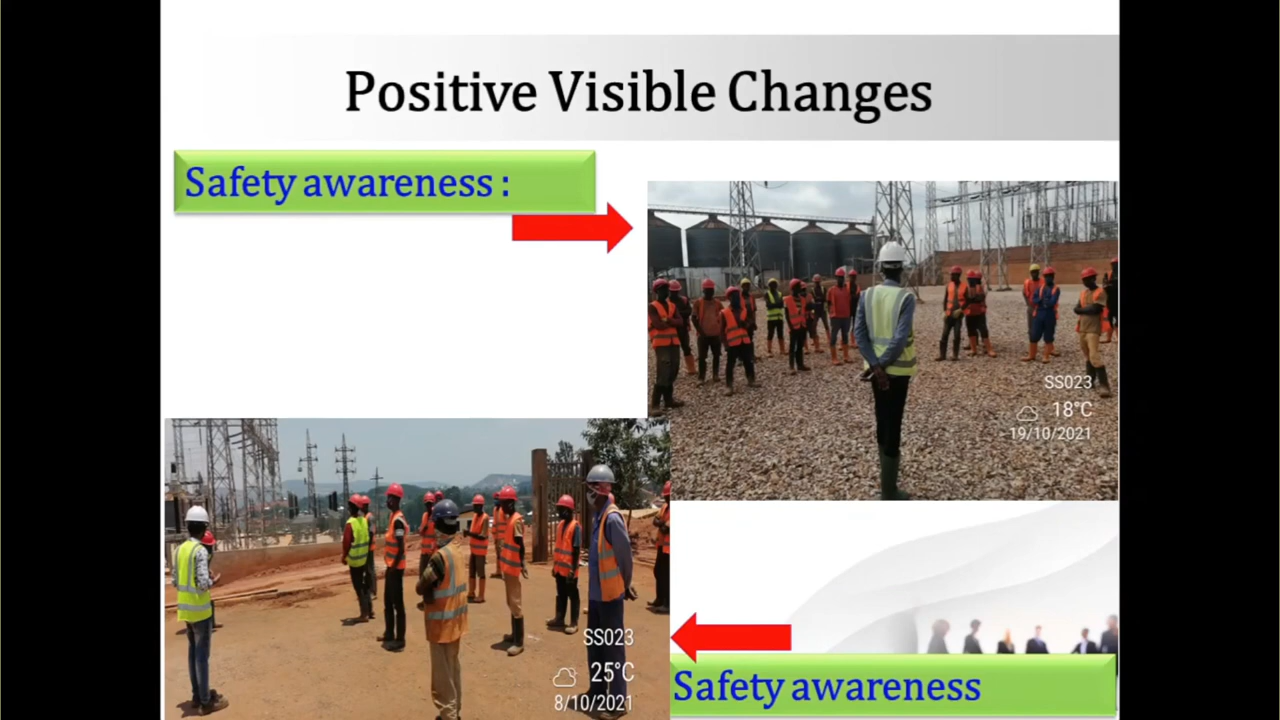 Positive Visible Changes
Safety awareness :
SS023
18°C
19/10/2021
SS023
25°C
8/10/2021
Safety awareness